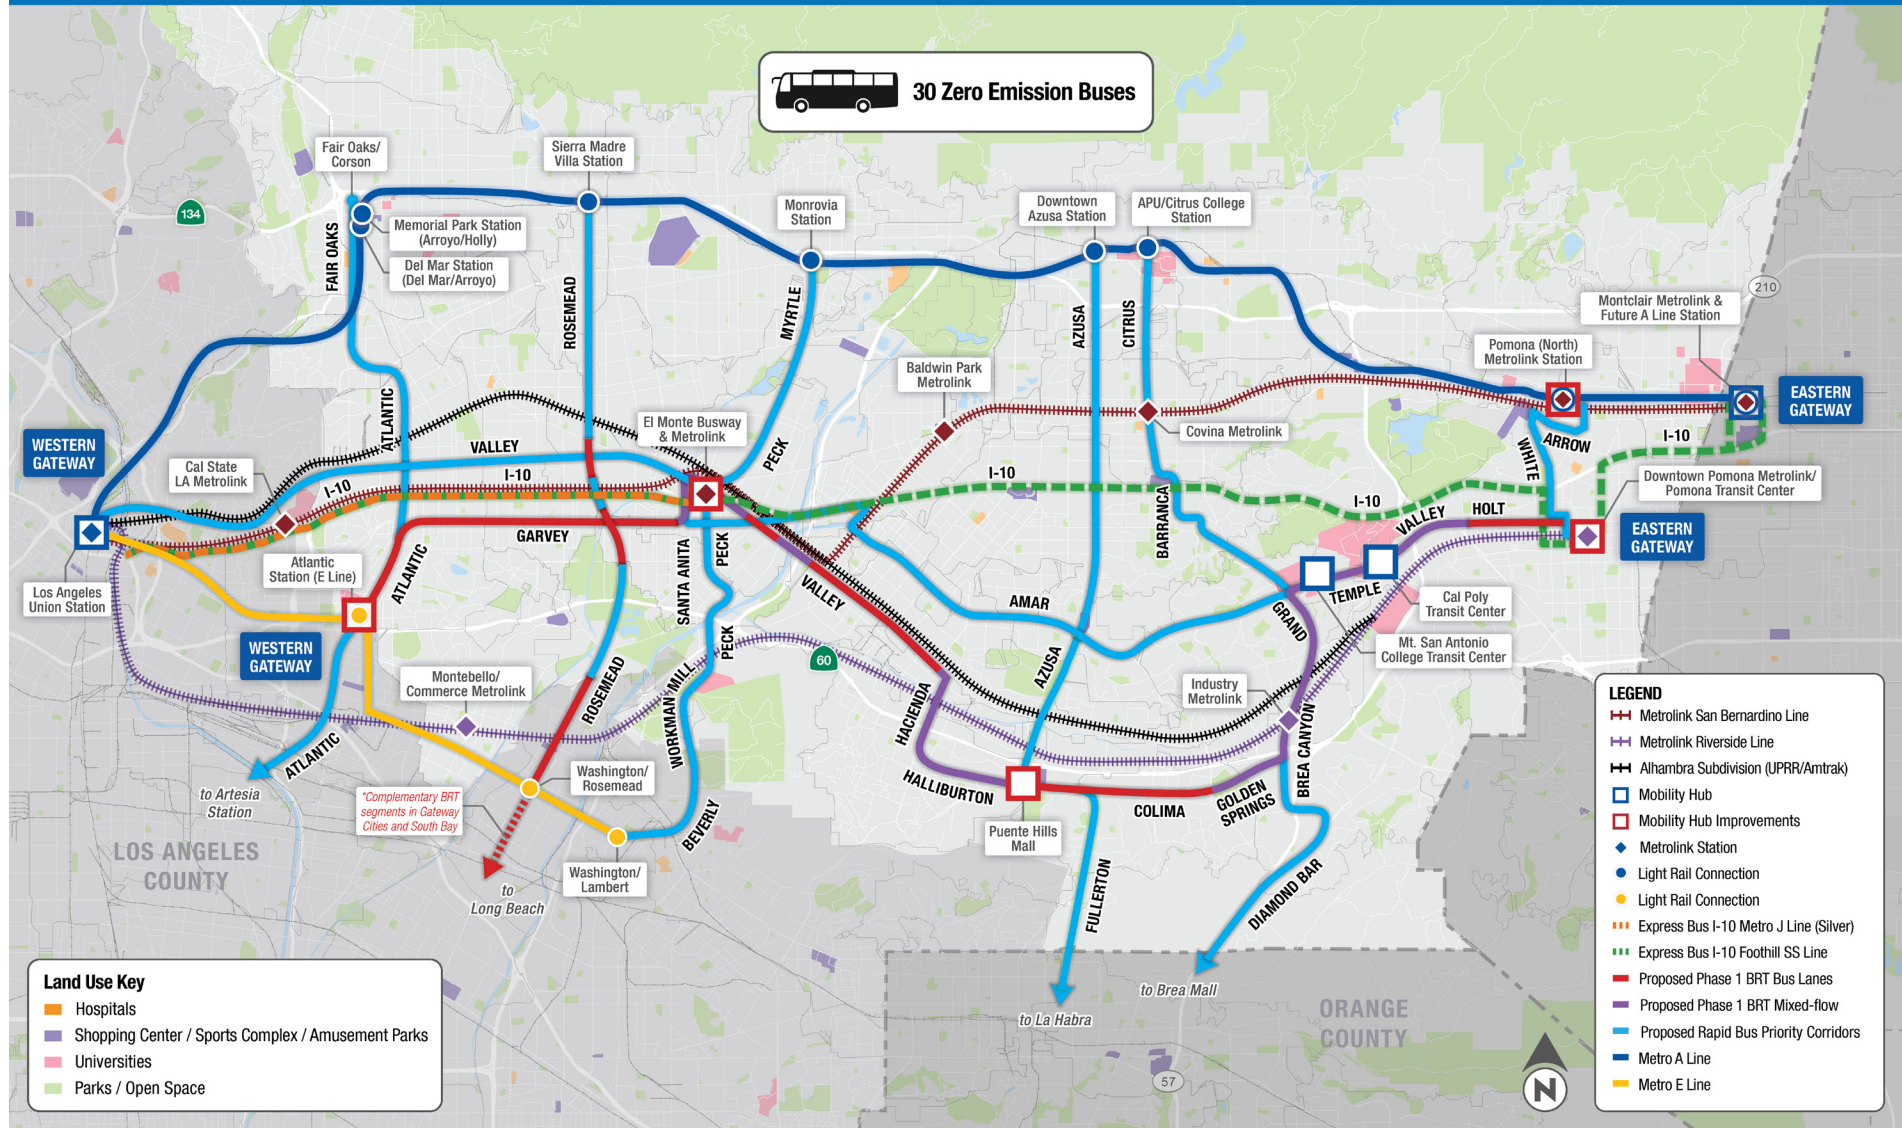 30 Zero Emission Buses
Fair Oaks/
Corson
Sierra Madre
Villa Station
134
Memorial Park Station
(Arroyo/Holly)
Del Mar Station
(Del Mar/Arroyo)
Monrovia
Station
Downtown
Azusa Station
APU/Citrus College
Station
FAIR OAKS
ROSEMEAD
MYRTLE
AZUSA
CITRUS
210
Montclair Metrolink &
Future A Line Station
Pomona (North)
Metrolink Station
Baldwin Park
Metrolink
EASTERN
GATEWAY
ATLANTIC
El Monte Busway
& Metrolink
Covina Metrolink
WESTERN
GATEWAY
VALLEY
PECK
ARROW
WHITE
I-10
Cal State
LA Metrolink
I-10
I-10
I-10
I-10
Downtown Pomona Metrolink/
Pomona Transit Center
GARVEY
BARRANCA
VALLEY
HOLT
EASTERN
GATEWAY
Atlantic
Station (E Line)
ATLANTIC
SANTA ANITA
PECK
VALLEY
Los Angeles
Union Station
AMAR
GRAND
TEMPLE
Cal Poly
Transit Center
Mt. San Antonio
College Transit Center
WESTERN
GATEWAY
PECK
60
Montebello/
Commerce Metrolink
ROSEMEAD
WORKMAN MILL
HACIENDA
AZUSA
Industry
Metrolink
BREA CANYON
ATLANTIC
to Artesia
Station
*Complementary BRT
segments in Gateway
Cities and South Bay
Washington/
Rosemead
HALLIBURTON
COLIMA
GOLDEN
SPRINGS
BEVERLY
Puente Hills
Mall
LOS ANGELES
COUNTY
Washington/
Lambert
to
Long Beach
FULLERTON
DIAMOND BAR
to La Habra
to Brea Mall
ORANGE
COUNTY
57
N
Land Use Key
Hospitals
Shopping Center / Sports Complex / Amusement Parks
Universities
Parks / Open Space
LEGEND
Metrolink San Bernardino Line
Metrolink Riverside Line
Alhambra Subdivision (UPRR/Amtrak)
Mobility Hub
Mobility Hub Improvements
Metrolink Station
Light Rail Connection
Light Rail Connection
Express Bus I-10 Metro J Line (Silver)
Express Bus I-10 Foothill SS Line
Proposed Phase 1 BRT Bus Lanes
Proposed Phase 1 BRT Mixed-flow
Proposed Rapid Bus Priority Corridors
Metro A Line
Metro E Line